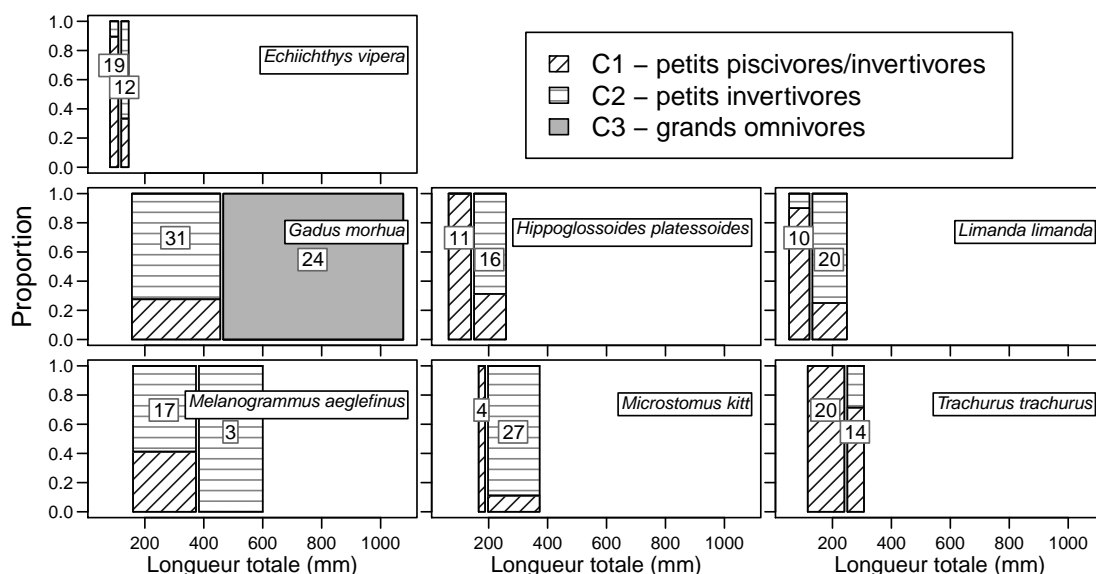 1.0
0.8
0.6
0.4
0.2
0.0
19
12
Echiichthys vipera
C1 – petits piscivores/invertivores
C2 – petits invertivores
C3 – grands omnivores
Proportion
1.0
0.8
0.6
0.4
0.2
0.0
31
24
Gadus morhua
11
16
Hippoglossoides platessoides
10
20
Limanda limanda
1.0
0.8
0.6
0.4
0.2
0.0
17
3
Melanogrammus aeglefinus
4
27
Microstomus kitt
20
14
Trachurus trachurus
200 400 600 800 1000
200 400 600 800 1000
200 400 600 800 1000
Longueur totale (mm)
Longueur totale (mm)
Longueur totale (mm)